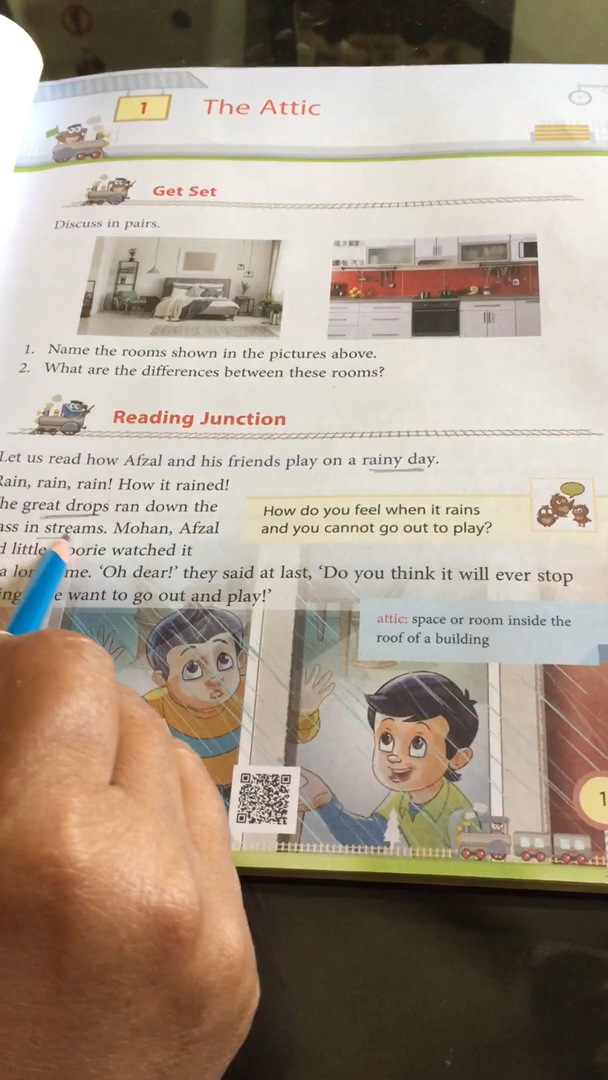 1
The Attic
Get Set
Discuss in pairs.
1. Name the rooms shown in the pictures above.
2. What are the differences between these rooms?
Reading Junction
Let us read how Afzal and his friends play on a rainy day.
Rain, rain, rain! How it rained!
he great drops ran down the
ass in streams. Mohan, Afzal
d little oorie watched it
a lon me. ‘Oh dear!’ they said at last, ‘Do you think it will ever stop
ing e want to go out and play!’
How do you feel when it rains
and you cannot go out to play?
attic: space or room inside the
roof of a building
1